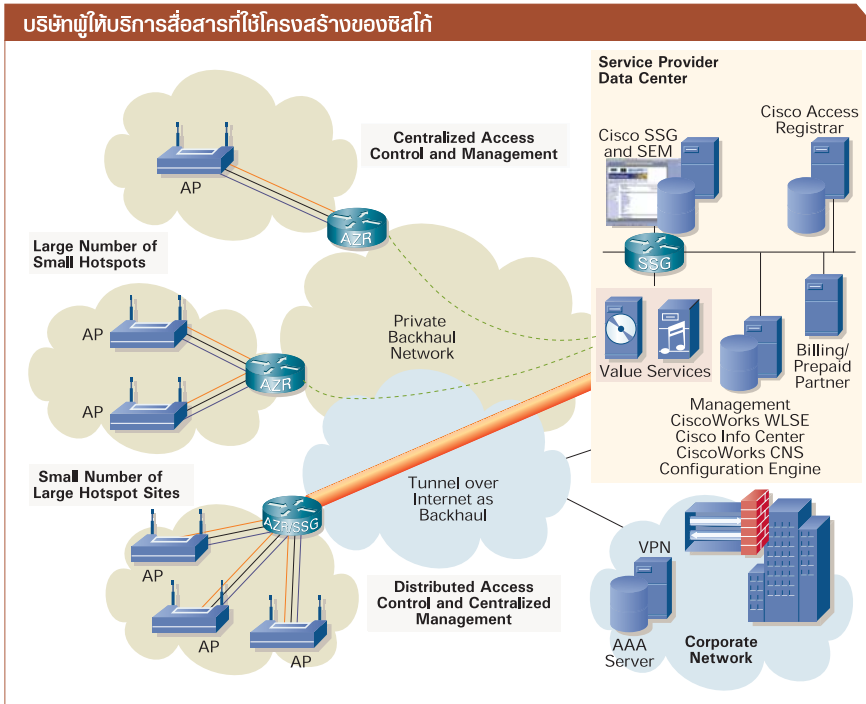 บริษัทผู้ให้บริการสื่อสารที่ใช้โครงสร้างของซิสโก้
Service Provider
Data Center
Cisco SSG
and SEM
Cisco Access
Registrar
Centralized Access
Control and Management
AP
AZR
SSG
Large Number of
Small Hotspots
AP
AP
AZR
Private
Backhaul
Network
Value Services
Billing/
Prepaid
Partner
Management
CiscoWorks WLSE
Cisco Info Center
CiscoWorks CNS
Configuration Engine
Small Number of
Large Hotspot Sites
Tunnel over
Internet as
Backhaul
AZR/SSG
AP
AP
AP
Distributed Access
Control and Centralized
Management
VPN
AAA
Server
Corporate
Network